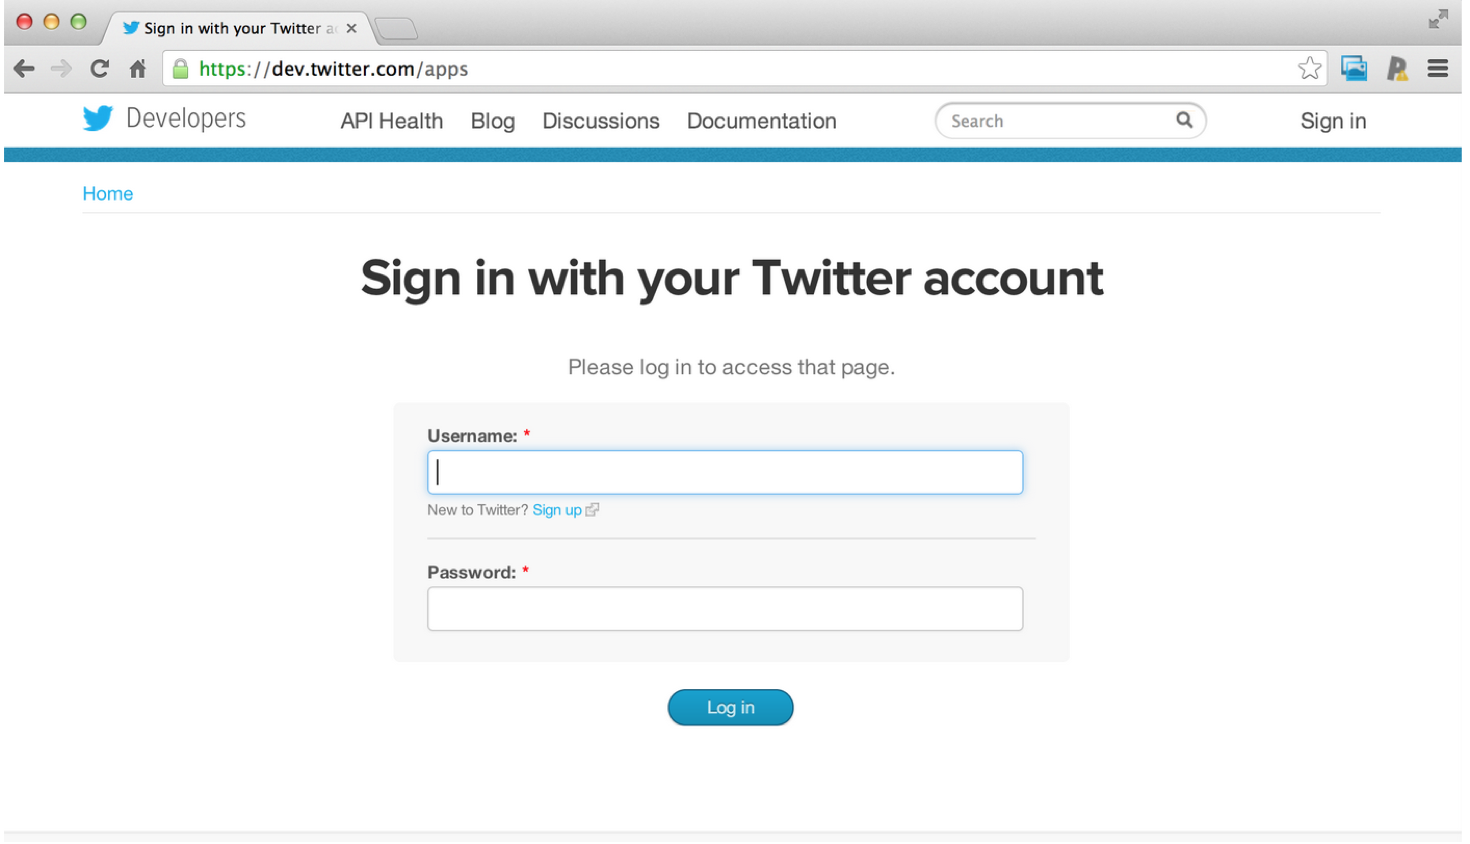 Sign in with your Twitter a
https://dev.twitter.com/apps
Developers API Health Blog Discussions Documentation Search Sign in
Home
Sign in with your Twitter account
Please log in to access that page.
Username: *
New to Twitter? Sign up
Password: *
Log in